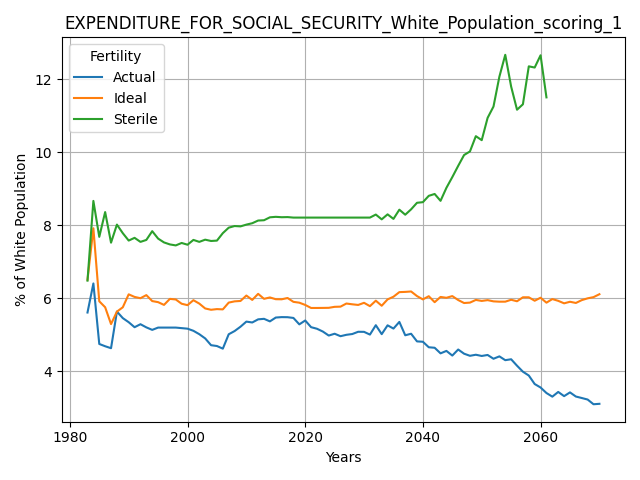 EXPENDITURE_FOR_SOCIAL_SECURITY_White_Population_scoring_1
Fertility
Actual
Ideal
Sterile
% of White Population
12
10
8
6
4
1980 2000 2020 2040 2060
Years